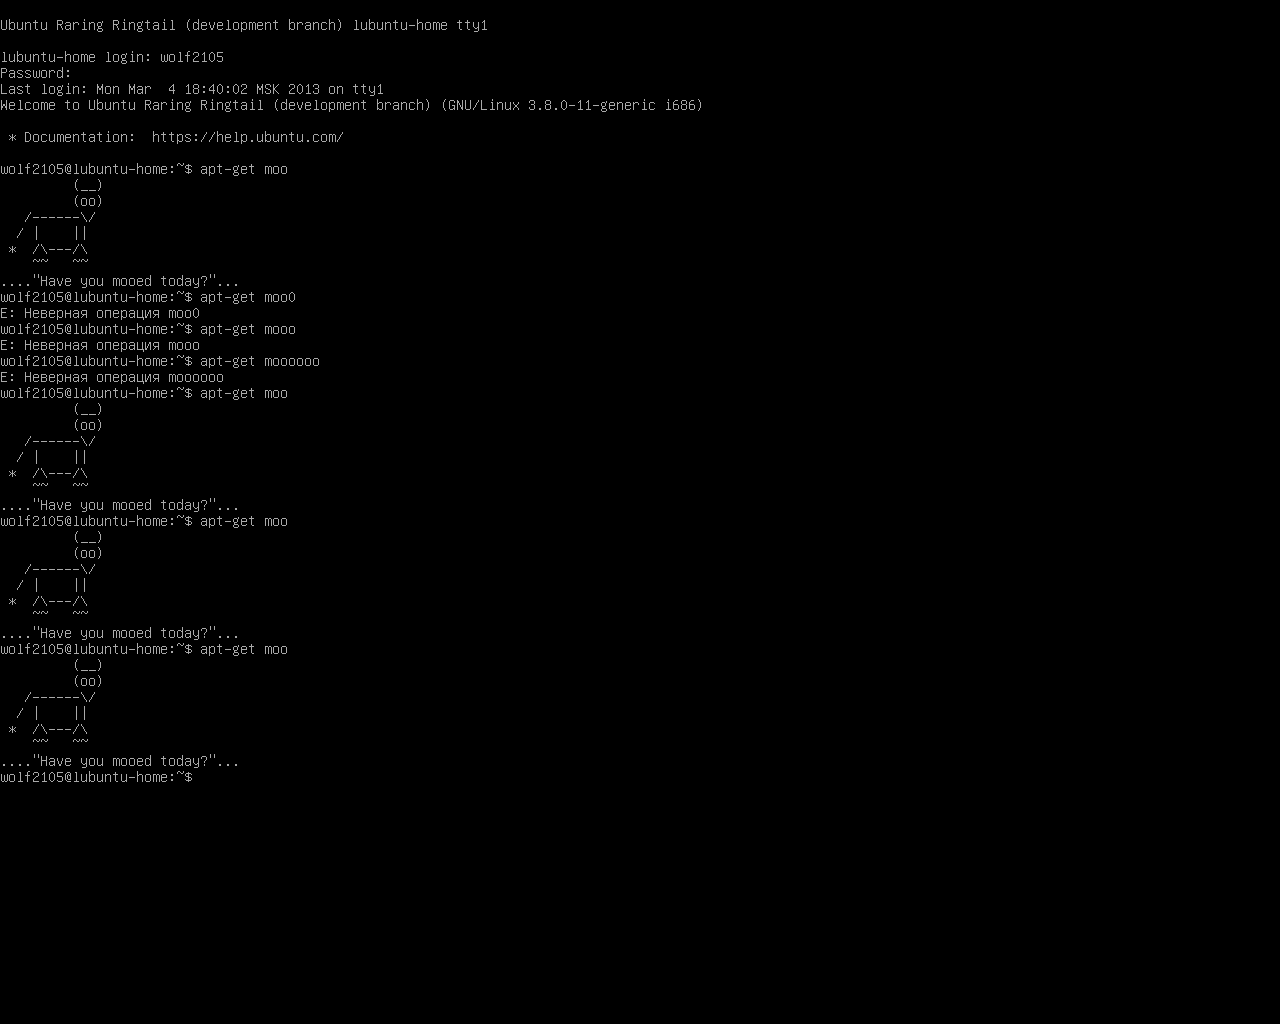 Ubuntu Raring Ringtail (development branch) lubuntu-home tty1

lubuntu-home login: wolf2105
Password:
Last login: Mon Mar  4 18:40:02 MSK 2013 on tty1
Welcome to Ubuntu Raring Ringtail (development branch) (GNU/Linux 3.8.0-11-generic i686)

 * Documentation:  https://help.ubuntu.com/

wolf2105@lubuntu-home:~$ apt-get moo
         (__)
         (oo)
   /------\/
  / |    ||
 *  /\---/\
    ~~   ~~
...."Have you mooed today?"...
wolf2105@lubuntu-home:~$ apt-get moo0
E: Неверная операция moo0
wolf2105@lubuntu-home:~$ apt-get mooo
E: Неверная операция mooo
wolf2105@lubuntu-home:~$ apt-get moooooo
E: Неверная операция moooooo
wolf2105@lubuntu-home:~$ apt-get moo
         (__)
         (oo)
   /------\/
  / |    ||
 *  /\---/\
    ~~   ~~
...."Have you mooed today?"...
wolf2105@lubuntu-home:~$ apt-get moo
         (__)
         (oo)
   /------\/
  / |    ||
 *  /\---/\
    ~~   ~~
...."Have you mooed today?"...
wolf2105@lubuntu-home:~$ apt-get moo
         (__)
         (oo)
   /------\/
  / |    ||
 *  /\---/\
    ~~   ~~
...."Have you mooed today?"...
wolf2105@lubuntu-home:~$